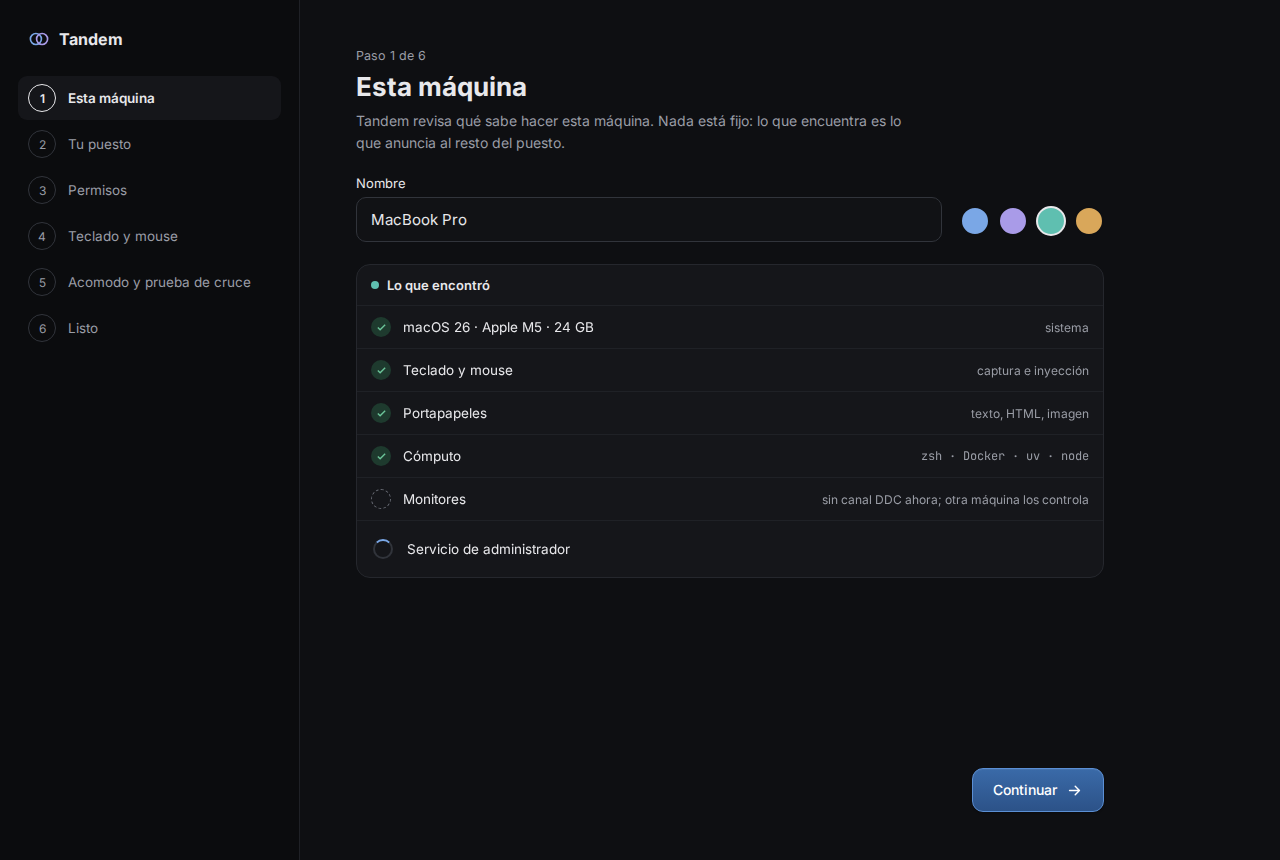 Tandem
1 Esta máquina
2 Tu puesto
3 Permisos
4 Teclado y mouse
5 Acomodo y prueba de cruce
6 Listo
Paso 1 de 6
Esta máquina
Tandem revisa qué sabe hacer esta máquina. Nada está fijo: lo que encuentra es lo
que anuncia al resto del puesto.
Nombre
MacBook Pro
Lo que encontró
macOS 26 · Apple M5 · 24 GB sistema
Teclado y mouse captura e inyección
Portapapeles texto, HTML, imagen
Cómputo zsh · Docker · uv · node
Monitores sin canal DDC ahora; otra máquina los controla
Servicio de administrador
Continuar →